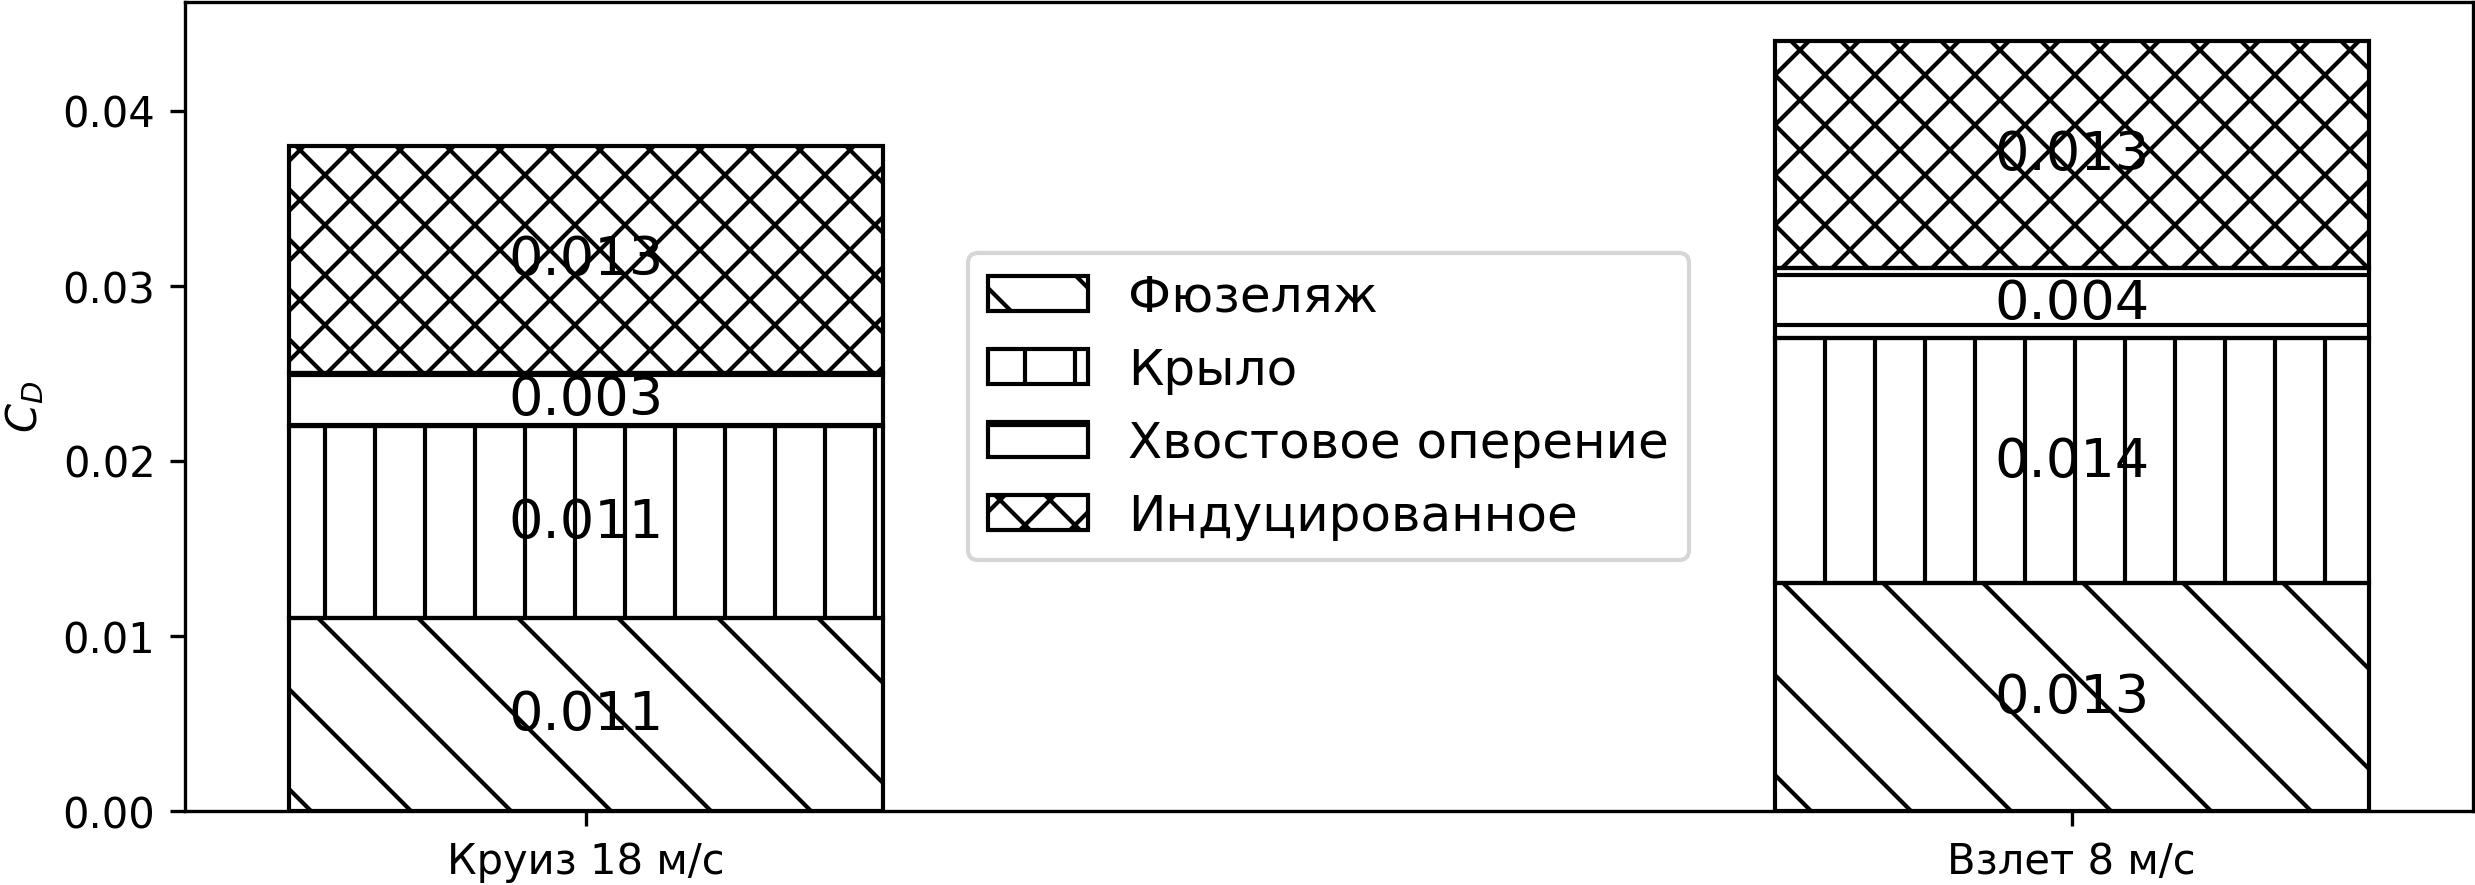 C_D
0.04
0.03
0.02
0.01
0.00
0.013
0.003
0.011
0.011
Фюзеляж
Крыло
Хвостовое оперение
Индуцированное
0.013
0.004
0.014
0.013
Круиз 18 м/с
Взлет 8 м/с